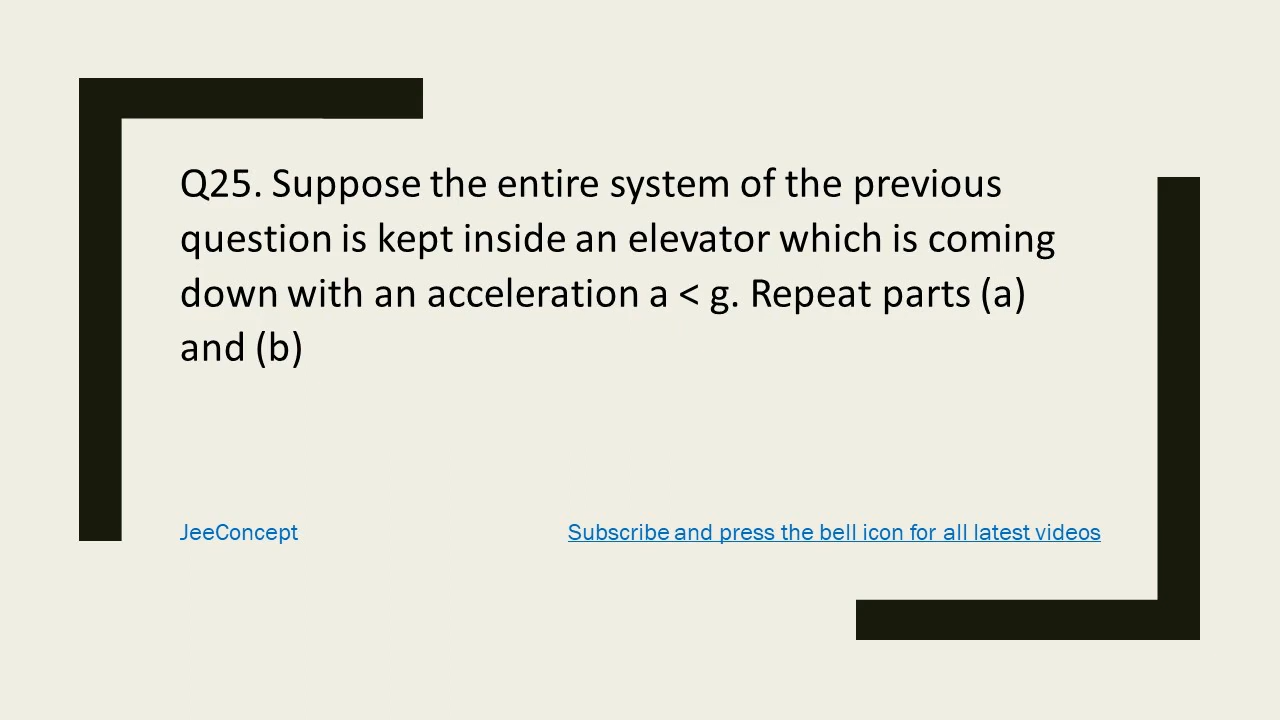 Q25. Suppose the entire system of the previous
question is kept inside an elevator which is coming
down with an acceleration a < g. Repeat parts (a)
and (b)
JeeConcept
Subscribe and press the bell icon for all latest videos